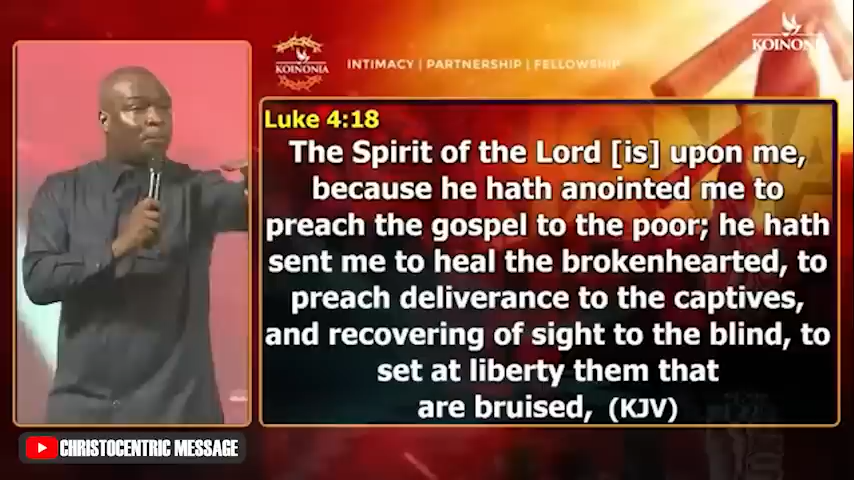 KOINONIA
INTIMACY | PARTNERSHIP | FELLOWSHIP
KOINONIA
Luke 4:18
The Spirit of the Lord [is] upon me,
because he hath anointed me to
preach the gospel to the poor; he hath
sent me to heal the brokenhearted, to
preach deliverance to the captives,
and recovering of sight to the blind, to
set at liberty them that
are bruised, (KJV)
CHRISTOCENTRIC MESSAGE